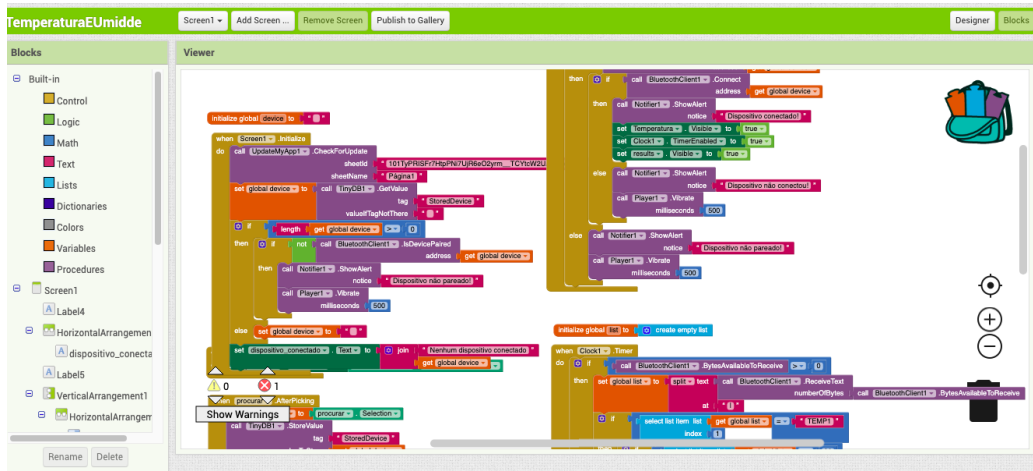 TemperaturaEUmidde
Screen1
Add Screen ...
Remove Screen
Publish to Gallery
Designer
Blocks
Blocks
Viewer
Built-in
Control
Logic
Math
Text
Lists
Dictionaries
Colors
Variables
Procedures
Screen1
Label4
HorizontalArrangemen
dispositivo_conecta
Label5
VerticalArrangement1
HorizontalArrangem
Rename
Delete
initialize global device to " "
when Screen1 .Initialize
do call UpdateMyApp1 .CheckForUpdate
sheetid
sheetName " Página1 "
set global device to call TinyDB1 .GetValue
tag " StoredDevice "
valueIfTagNotThere " "
if length get global device > 0
then if not call BluetoothClient1 .IsDevicePaired
address get global device
then call Notifier1 .ShowAlert
notice " Dispositivo não pareado! "
call Player1 .Vibrate
milliseconds 500
else set global device to " "
set dispositivo_conectado . Text to join " Nenhum dispositivo conectado "
get global device
0
1
Show Warnings
procurar .AfterPicking
to procurar . Selection
call TinyDB1 .StoreValue
tag " StoredDevice "
then if call BluetoothClient1 .Connect
address get global device
then call Notifier1 .ShowAlert
notice " Dispositivo conectado! "
set Temperatura . Visible to true
set Clock1 . TimerEnabled to true
set results . Visible to true
else call Notifier1 .ShowAlert
notice " Dispositivo não conectou! "
call Player1 .Vibrate
milliseconds 500
else call Notifier1 .ShowAlert
notice " Dispositivo não pareado! "
call Player1 .Vibrate
milliseconds 500
initialize global list to create empty list
when Clock1 .Timer
do if call BluetoothClient1 .BytesAvailableToReceive > 0
then set global list to split text call BluetoothClient1 .ReceiveText
numberOfBytes call BluetoothClient1 .BytesAvailableToReceive
at
if select list item list get global list = " TEMP1 "
index 1